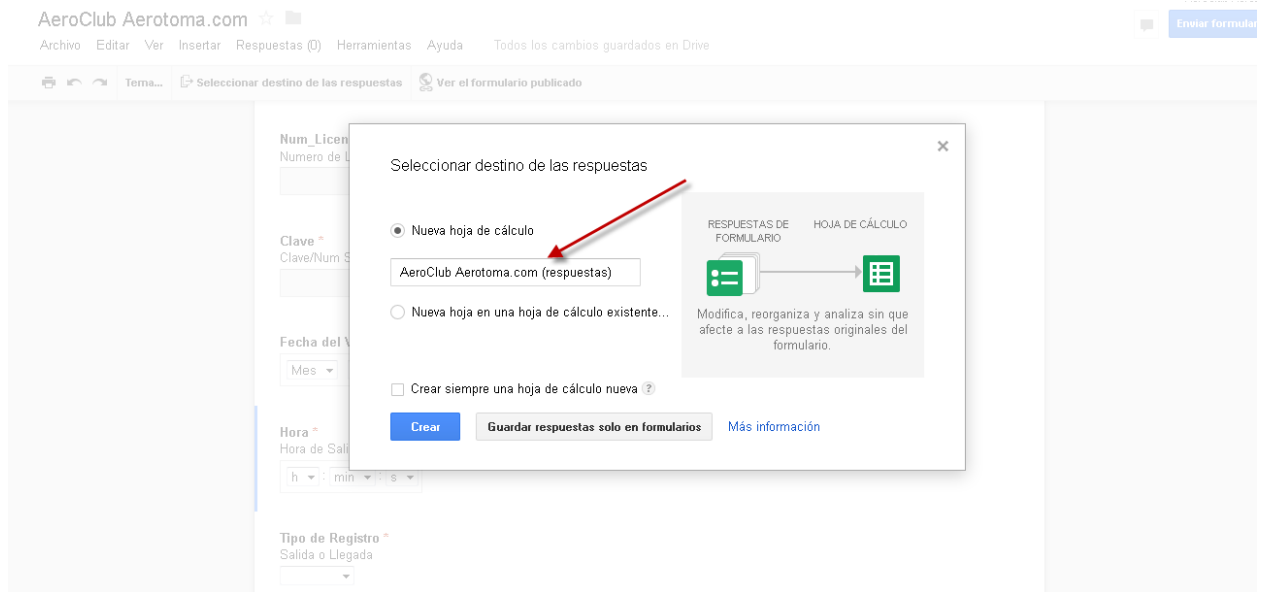 AeroClub Aerotoma.com
Archivo Editar Ver Insertar Respuestas (0) Herramientas Ayuda Todos los cambios guardados en Drive
Enviar formular
Tema... Seleccionar destino de las respuestas Ver el formulario publicado
Num_Licen
Numero de L
Seleccionar destino de las respuestas
Nueva hoja de cálculo
AeroClub Aerotoma.com (respuestas)
Nueva hoja en una hoja de cálculo existente...
RESPUESTAS DE
FORMULARIO
HOJA DE CÁLCULO
Modifica, reorganiza y analiza sin que
afecte a las respuestas originales del
formulario.
Crear siempre una hoja de cálculo nueva ?
Crear Guardar respuestas solo en formularios Más información
Clave *
Clave/Num S
Fecha del V
Mes
Hora *
Hora de Sali
h : min : s
Tipo de Registro *
Salida o Llegada